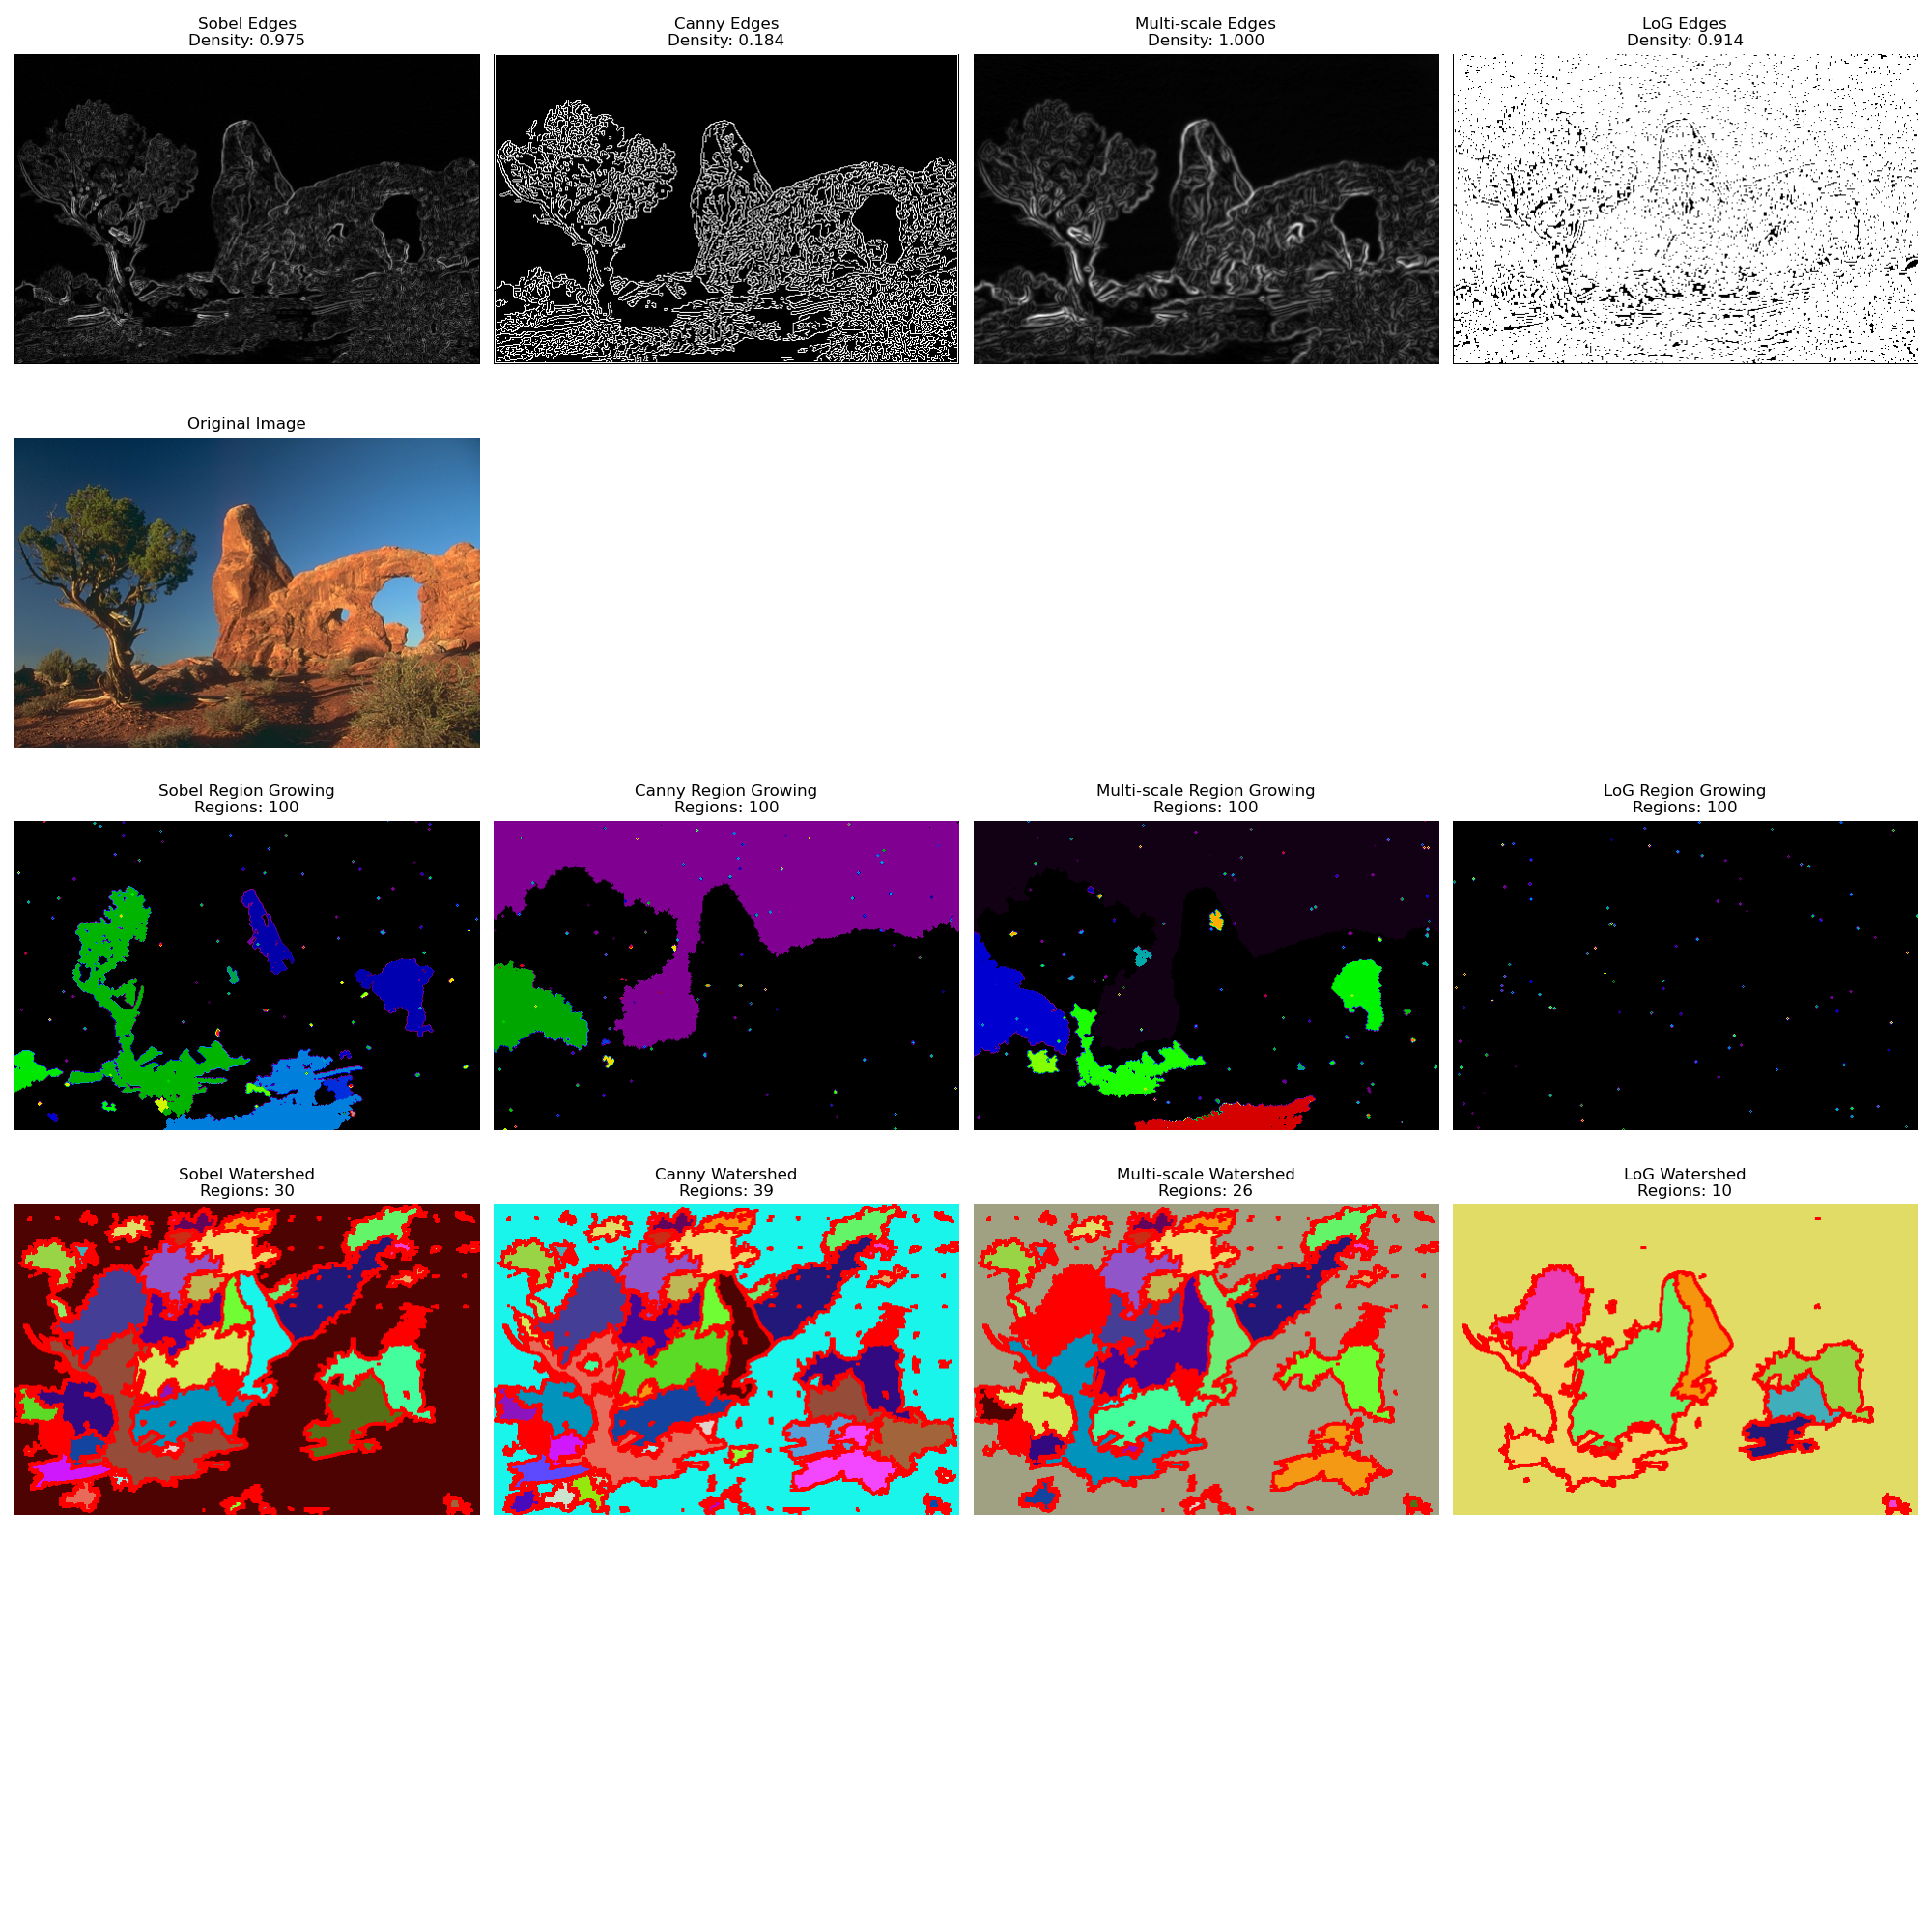 Sobel Edges
Density: 0.975
Canny Edges
Density: 0.184
Multi-scale Edges
Density: 1.000
LoG Edges
Density: 0.914
Original Image
Sobel Region Growing
Regions: 100
Canny Region Growing
Regions: 100
Multi-scale Region Growing
Regions: 100
LoG Region Growing
Regions: 100
Sobel Watershed
Regions: 30
Canny Watershed
Regions: 39
Multi-scale Watershed
Regions: 26
LoG Watershed
Regions: 10